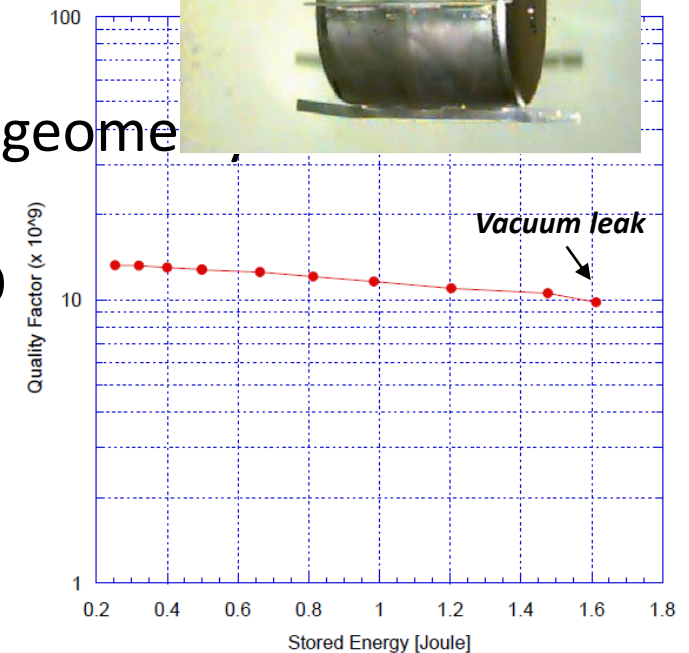 100
geome
Quality Factor (x 10^9)
Vacuum leak
10
1
0.2 0.4 0.6 0.8 1 1.2 1.4 1.6 1.8
Stored Energy [Joule]